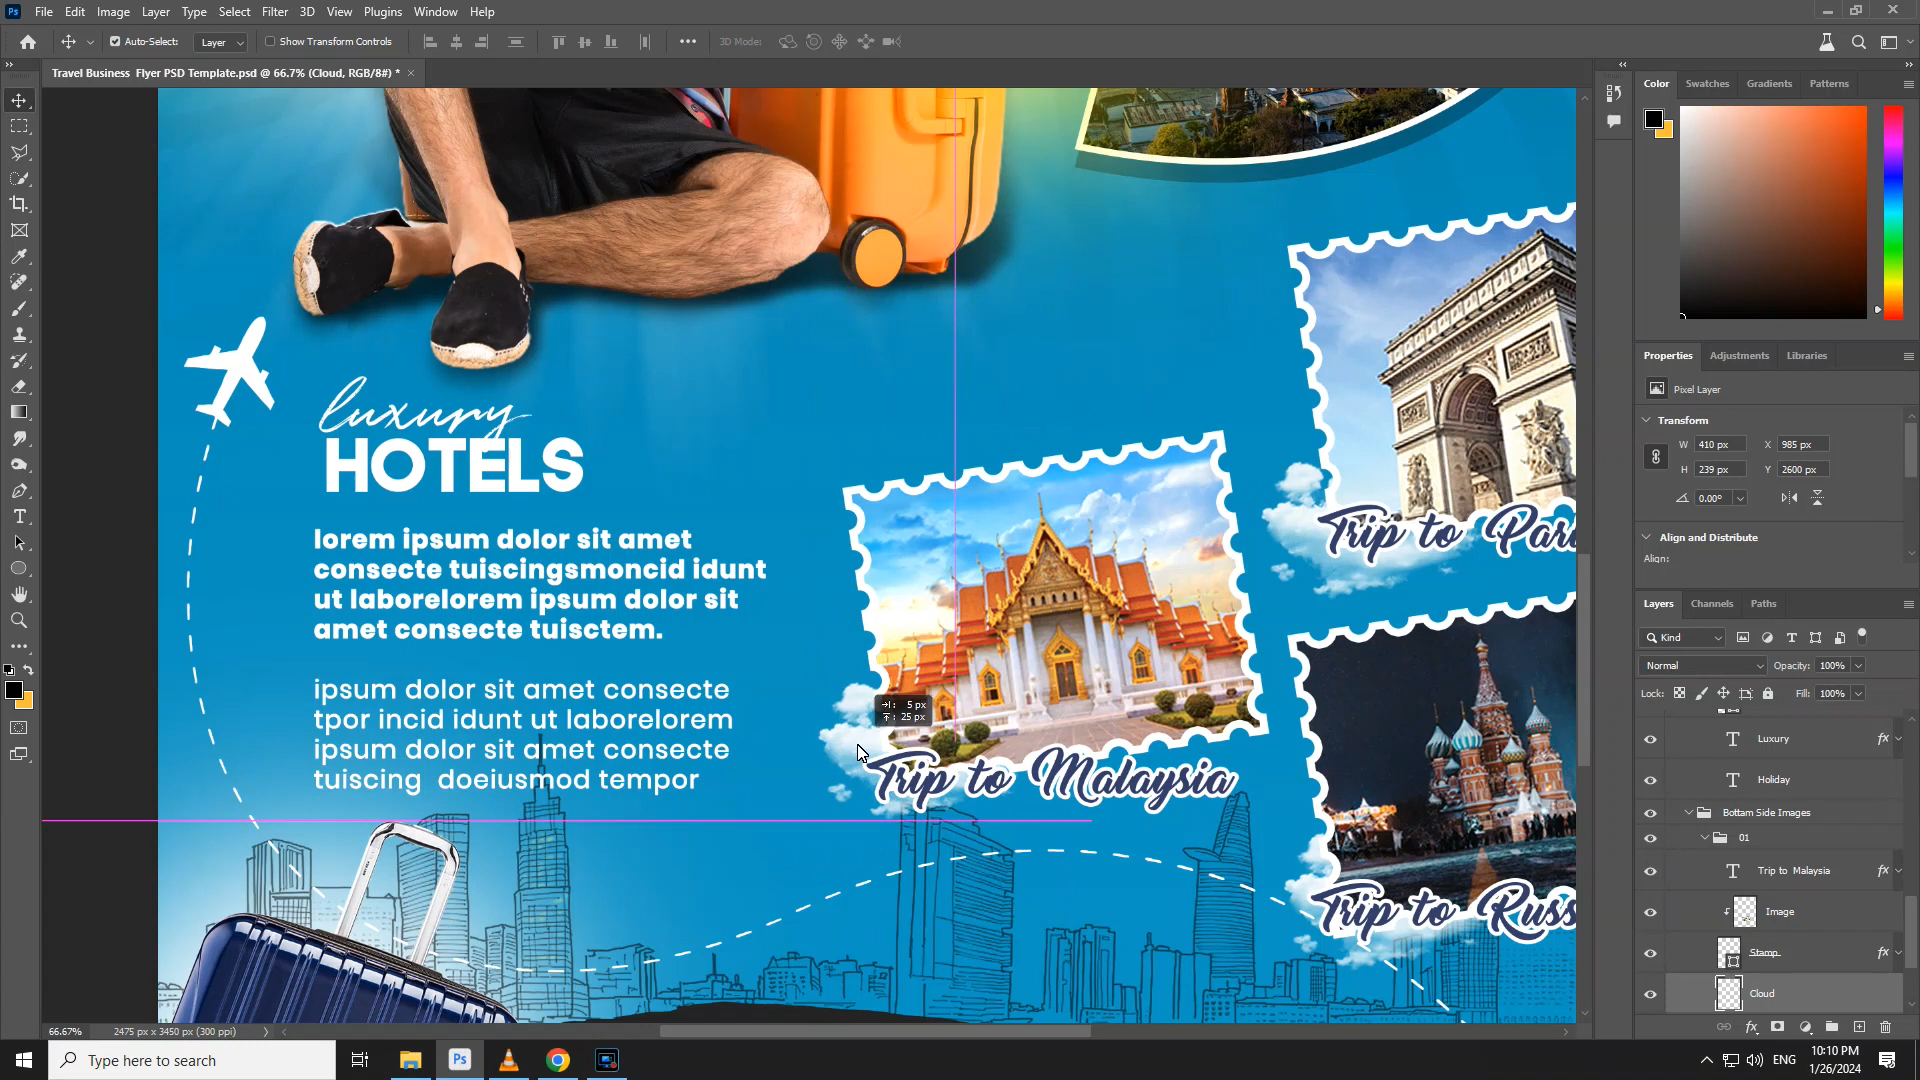 Ps File Edit Image Layer Type Select Filter 3D View Plugins Window Help
Auto-Select: Layer Show Transform Controls 3D Mode:
Travel Business Flyer PSD Template.psd @ 66.7% (Cloud, RGB/8#) *
luxury
HOTELS
lorem ipsum dolor sit amet
consecte tuiscingsmoncid idunt
ut laborelorem ipsum dolor sit
amet consecte tuisctem.
ipsum dolor sit amet consecte
tpor incid idunt ut laborelorem
ipsum dolor sit amet consecte
tuiscing doeiusmod tempor
5 px
25 px
Trip to Malaysia
Trip to
Trip to
Color Swatches Gradients Patterns
Properties Adjustments Libraries
Pixel Layer
Transform
W 410 px X 985 px
H 239 px Y 2600 px
0.00°
Align and Distribute
Align:
Layers Channels Paths
Kind
Normal Opacity: 100%
Lock: Fill: 100%
Luxury fx
Holiday
Bottam Side Images
01
Trip to Malaysia fx
Image
Stamp fx
Cloud
66.67% 2475 px x 3450 px (300 ppi)
Type here to search
Ps
ENG
10:10 PM
1/26/2024